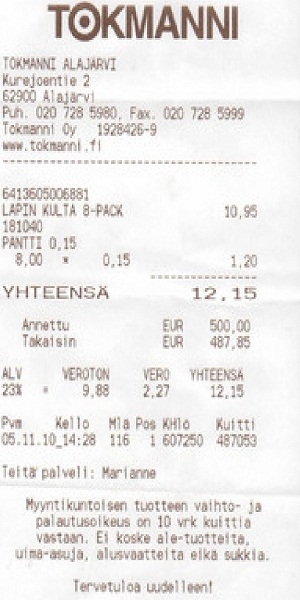 TOKMANNI
TOKMANNI ALAJÄRVI
Kurejoentie 2
62900 Alajärvi
Puh. 020 728 5980, Fax. 020 728 5999
Tokmanni Oy 1928426-9
www.tokmanni.fi
6413605006881
LAPIN KULTA 8-PACK 10,95
181040
PANTTI 0,15
8,00 * 0,15 1,20
YHTEENSÄ 12,15
Annettu EUR 500,00
Takaisin EUR 487,85
ALV VEROTON VERO YHTEENSÄ
23% * 9,88 2,27 12,15
Pvm Kello Mla Pos KHlö Kuitti
05.11.10_14:28 116 1 607250 487053
Teitä palveli: Marianne
Myyntikuntoisen tuotteen vaihto- ja
palautusoikeus on 10 vrk kuittia
vastaan. Ei koske ale-tuotteita,
uima-asuja, alusvaatteita eikä sukkia.
Tervetuloa uudelleen!